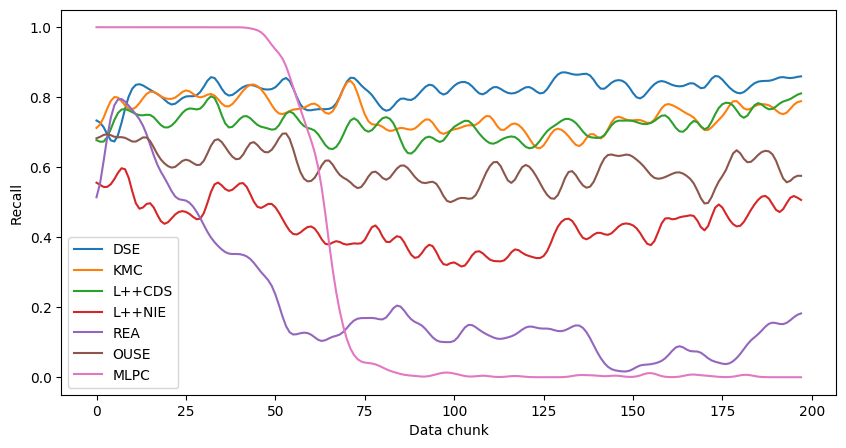 1.0
0.8
0.6
0.4
0.2
0.0
Recall
DSE
KMC
L++CDS
L++NIE
REA
OUSE
MLPC
0 25 50 75 100 125 150 175 200
Data chunk